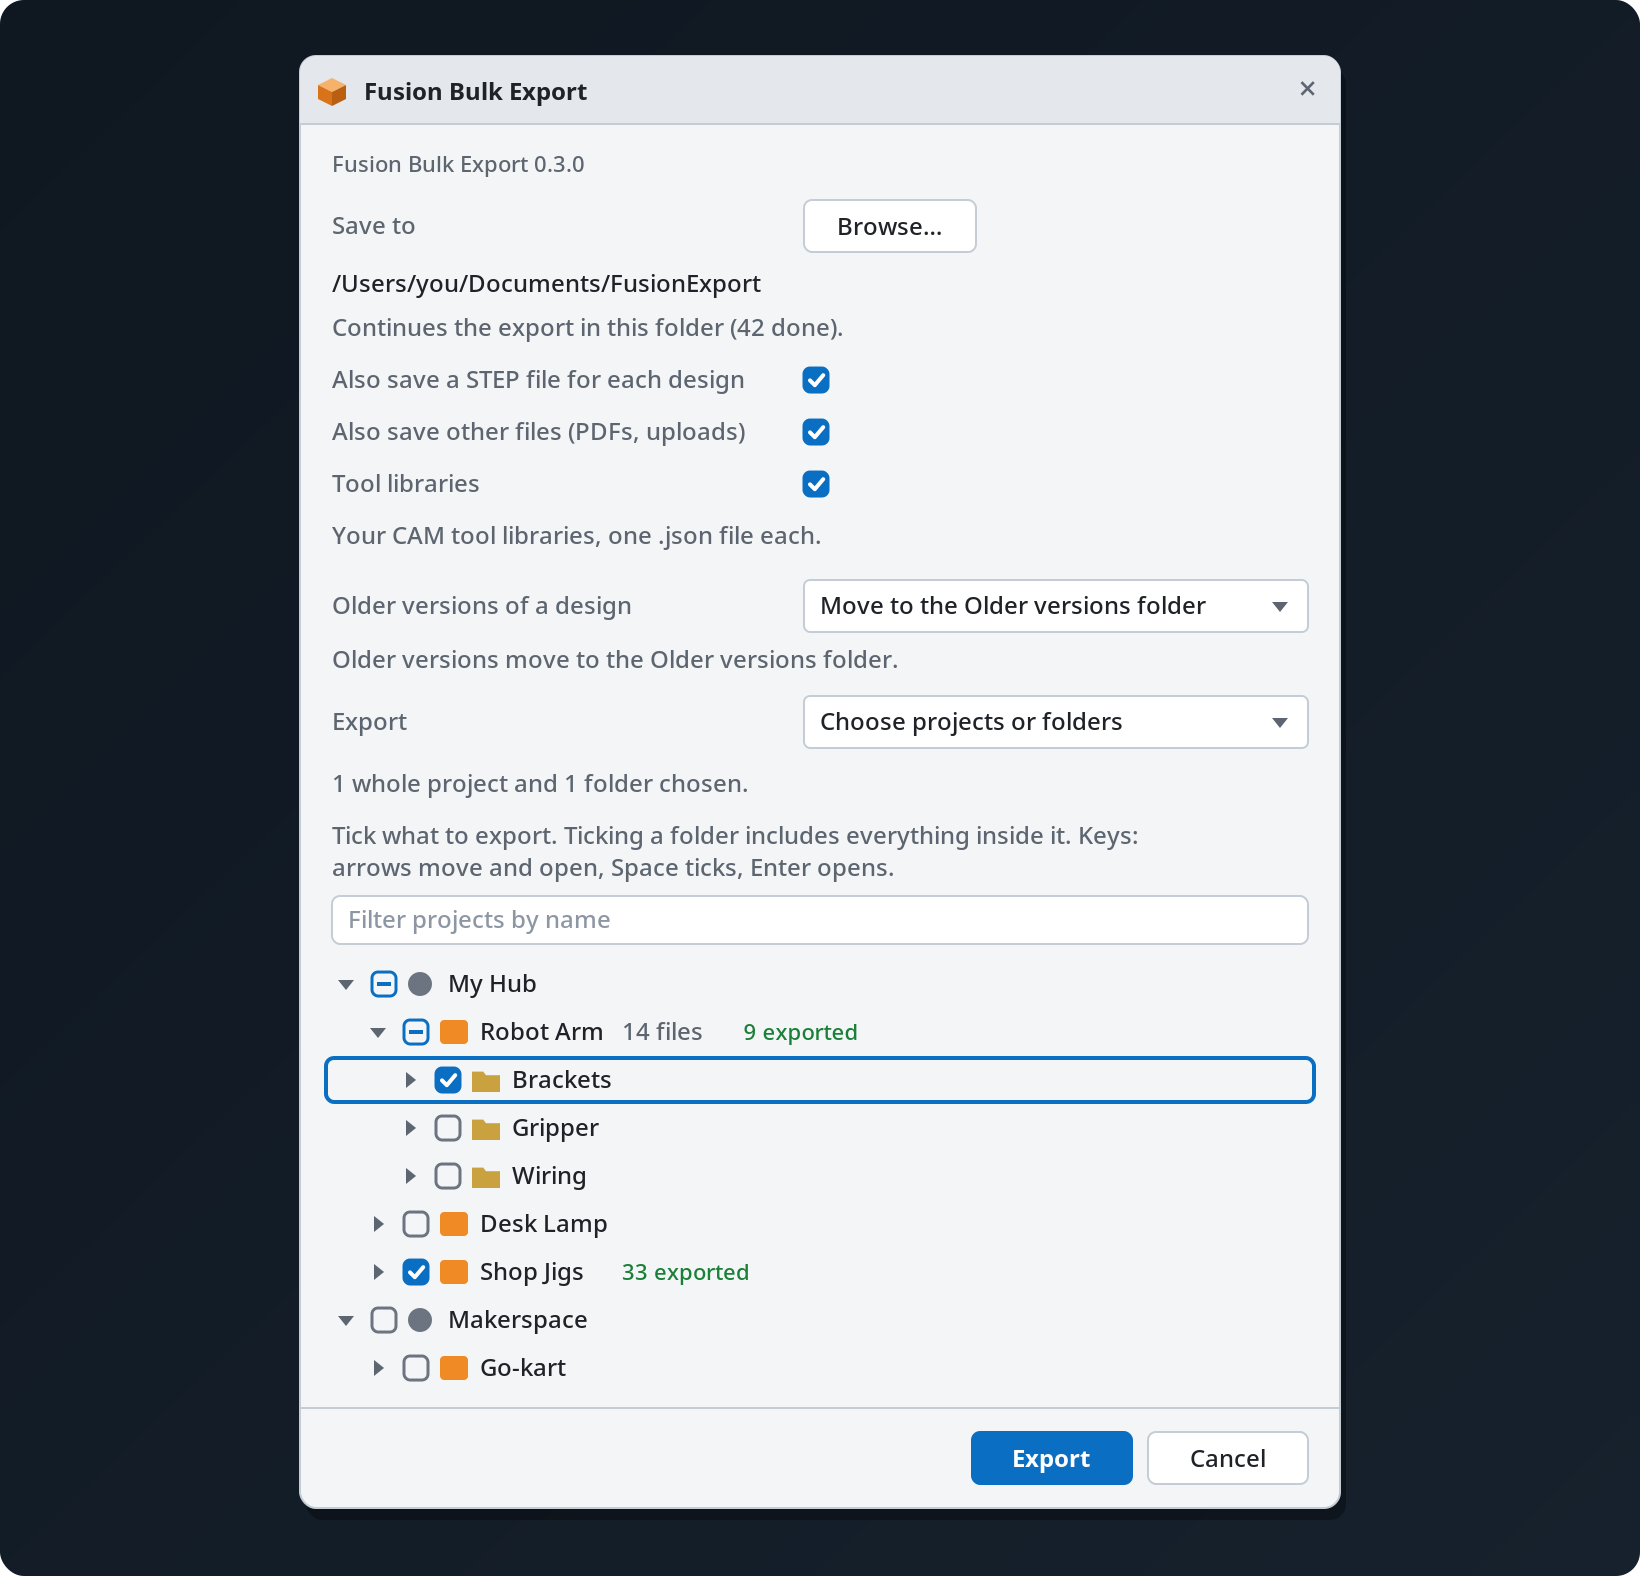 Fusion Bulk Export
Fusion Bulk Export 0.3.0
Save to Browse...
/Users/you/Documents/FusionExport
Continues the export in this folder (42 done).
Also save a STEP file for each design
Also save other files (PDFs, uploads)
Tool libraries
Your CAM tool libraries, one .json file each.
Older versions of a design Move to the Older versions folder
Older versions move to the Older versions folder.
Export Choose projects or folders
1 whole project and 1 folder chosen.
Tick what to export. Ticking a folder includes everything inside it. Keys:
arrows move and open, Space ticks, Enter opens.
Filter projects by name
My Hub
Robot Arm 14 files 9 exported
Brackets
Gripper
Wiring
Desk Lamp
Shop Jigs 33 exported
Makerspace
Go-kart
Export Cancel